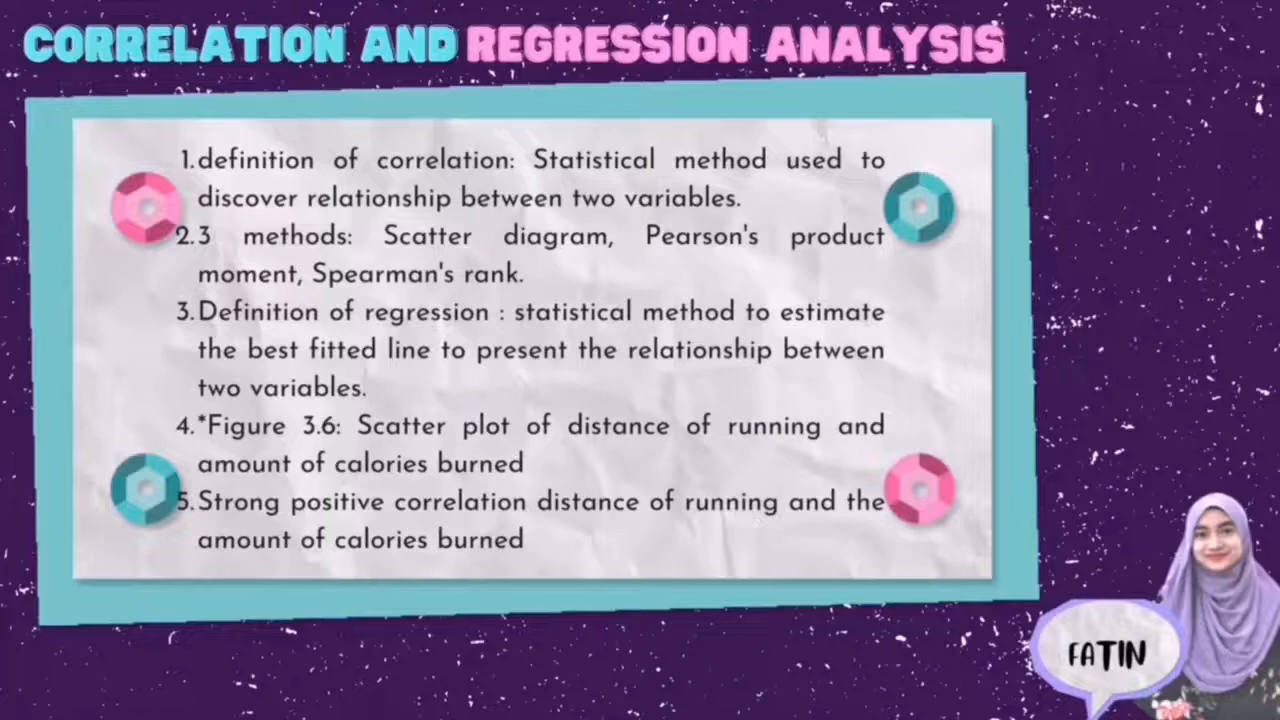 CORRELATION AND REGRESSION ANALYSIS
1. definition of correlation: Statistical method used to
discover relationship between two variables.
2. 3 methods: Scatter diagram, Pearson's product
moment, Spearman's rank.
3. Definition of regression : statistical method to estimate
the best fitted line to present the relationship between
two variables.
4. *Figure 3.6: Scatter plot of distance of running and
amount of calories burned
5. Strong positive correlation distance of running and the
amount of calories burned
FATIN